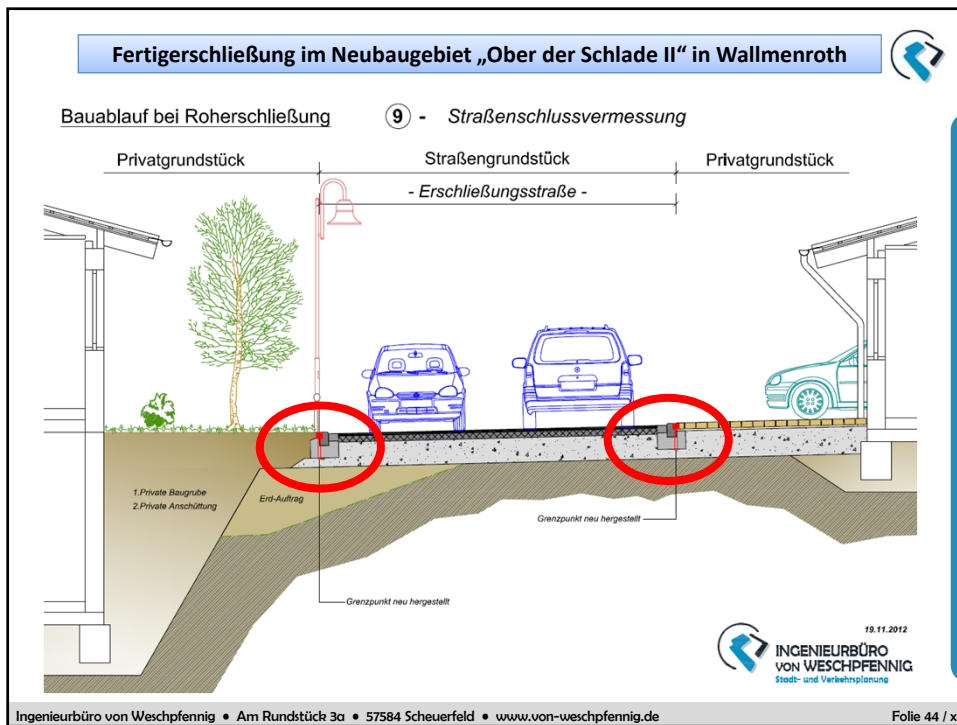 Fertigerschließung im Neubaugebiet „Ober der Schlade II“ in Wallmenroth
Bauablauf bei Roherschließung 9 - Straßenschlussvermessung
Privatgrundstück Straßengrundstück Privatgrundstück
- Erschließungsstraße -
1.Private Baugrube
2.Private Anschüttung
Erd-Auftrag
Grenzpunkt neu hergestellt
Grenzpunkt neu hergestellt
19.11.2012
INGENIEURBÜRO
VON WESCHPFENNIG
Stadt- und Verkehrsplanung
Ingenieurbüro von Weschpfennig • Am Rundstück 3a • 57584 Scheuerfeld • www.von-weschpfennig.de Folie 44 / x